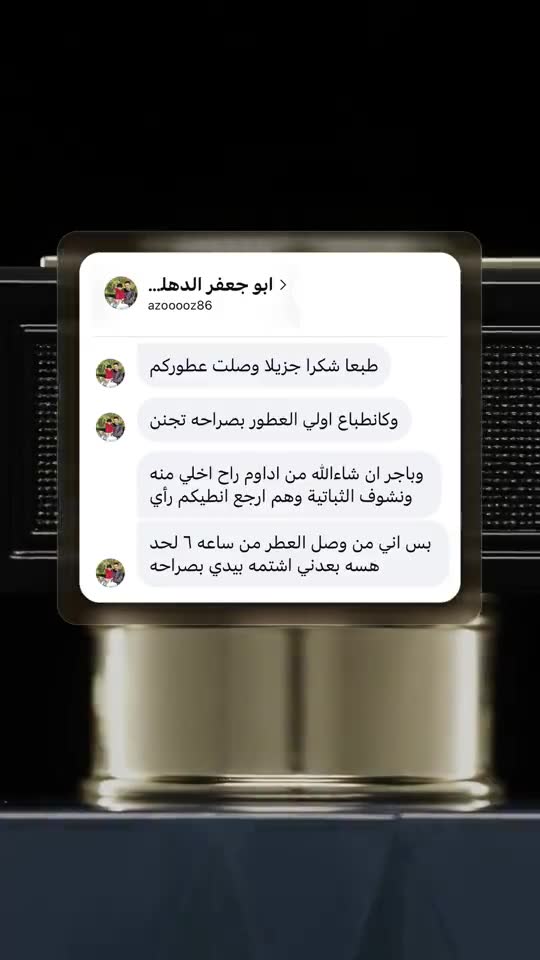 ابو جعفر الدهلـ...
azooooz86
طبعا شكرا جزيلا وصلت عطوركم
وكانطباع اولي العطور بصراحه تجنن
وباجر ان شاءالله من اداوم راح اخلي منه
ونشوف الثباتية وهم ارجع انطيكم رأي
بس اني من وصل العطر من ساعه ٦ لحد
هسه بعدني اشتمه بيدي بصراحه